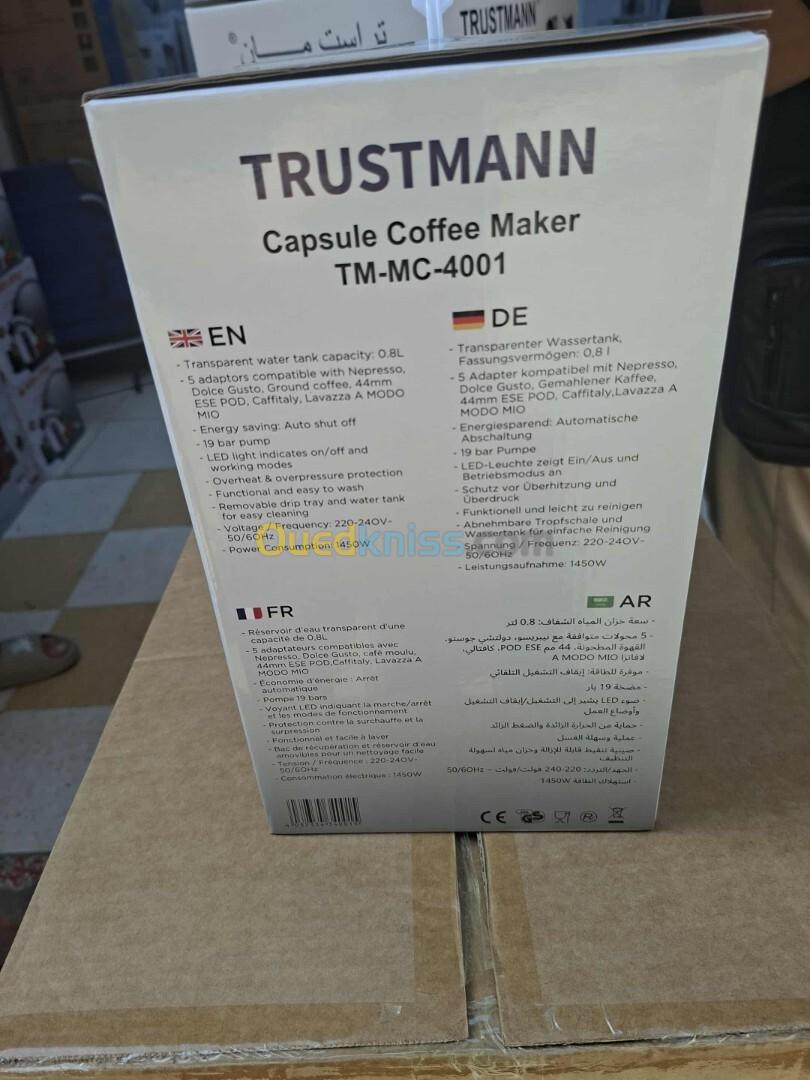 تراست مان®
TRUSTMANN
TRUSTMANN
Capsule Coffee Maker
TM-MC-4001
EN
- Transparent water tank capacity: 0.8L
- 5 adaptors compatible with Nepresso,
Dolce Gusto, Ground coffee, 44mm
ESE POD, Caffitaly, Lavazza A MODO
MIO
- Energy saving: Auto shut off
- 19 bar pump
- LED light indicates on/off and
working modes
- Overheat & overpressure protection
- Functional and easy to wash
- Removable drip tray and water tank
for easy cleaning
- Voltage / Frequency: 220-240V-
50/60Hz
- Power Consumption: 1450W
DE
- Transparenter Wassertank,
Fassungsvermögen: 0,8 l
- 5 Adapter kompatibel mit Nepresso,
Dolce Gusto, Gemahlener Kaffee,
44mm ESE POD, Caffitaly,Lavazza A
MODO MIO
- Energiesparend: Automatische
Abschaltung
- 19 bar Pumpe
- LED-Leuchte zeigt Ein/Aus und
Betriebsmodus an
- Schutz vor Überhitzung und
Überdruck
- Funktionell und leicht zu reinigen
- Abnehmbare Tropfschale und
Wassertank für einfache Reinigung
- Spannung / Frequenz: 220-240V-
50/60Hz
- Leistungsaufnahme: 1450W
Ouedkniss.com
FR
- Réservoir d'eau transparent d'une
capacité de 0,8L
- 5 adaptateurs compatibles avec
Nepresso, Dolce Gusto, café moulu,
44mm ESE POD,Caffitaly, Lavazza A
MODO MIO
- Économie d'énergie : Arrêt
automatique
- Pompe 19 bars
- Voyant LED indiquant la marche/arrêt
et les modes de fonctionnement
- Protection contre la surchauffe et la
surpression
- Fonctionnel et facile à laver
- Bac de récupération et réservoir d'eau
amovibles pour un nettoyage facile
- Tension / Fréquence : 220-240V-
50/60Hz
- Consommation électrique : 1450W
AR
- سعة خزان المياه الشفاف: 0.8 لتر
- 5 محولات متوافقة مع نيبريسو، دولتشي جوستو،
القهوة المطحونة، 44 مم POD ESE، كافتالي،
لافاتزا A MODO MIO
- موفرة للطاقة: إيقاف التشغيل التلقائي
- مضخة 19 بار
- ضوء LED يشير إلى التشغيل/إيقاف التشغيل
وأوضاع العمل
- حماية من الحرارة الزائدة والضغط الزائد
- عملية وسهلة الغسل
- صينية تنقيط قابلة للإزالة وخزان مياه لسهولة
التنظيف
- الجهد/التردد: 220-240 فولت/فولت – 50/60Hz
- استهلاك الطاقة 1450W
CE GS ®